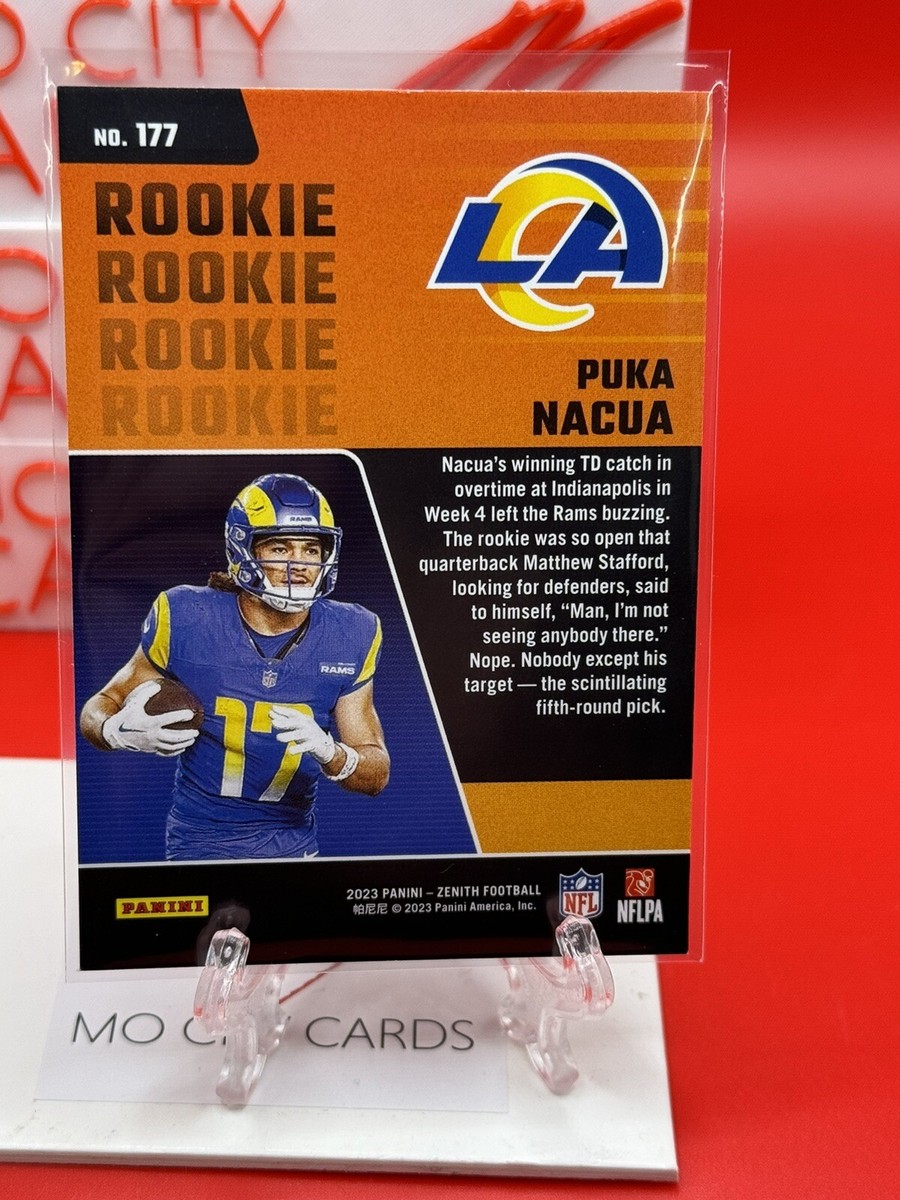 O CITY
NO. 177
ROOKIE
ROOKIE
ROOKIE
ROOKIE
LA
PUKA
NACUA
Nacua's winning TD catch in
overtime at Indianapolis in
Week 4 left the Rams buzzing.
The rookie was so open that
quarterback Matthew Stafford,
looking for defenders, said
to himself, “Man, I'm not
seeing anybody there.”
Nope. Nobody except his
target — the scintillating
fifth-round pick.
RAMS
RAMS
17
PANINI
2023 PANINI – ZENITH FOOTBALL
帕尼尼 © 2023 Panini America, Inc.
NFL
NFLPA
MO CITY CARDS